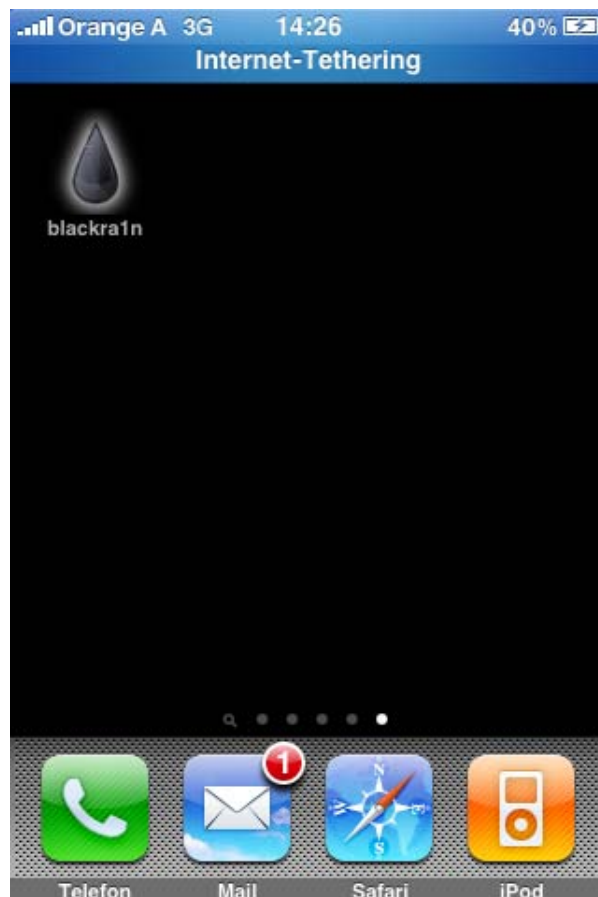 Orange A 3G 14:26 40%
Internet-Tethering
blackra1n
1
N
W E
S
Telefon Mail Safari iPod